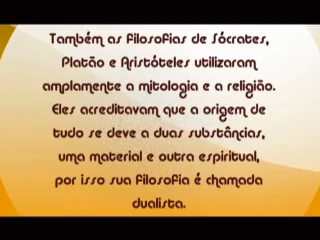 Também as filosofias de Sócrates,
Platão e Aristóteles utilizaram
amplamente a mitologia e a religião.
Eles acreditavam que a origem de
tudo se deve a duas substâncias,
uma material e outra espiritual,
por isso sua filosofia é chamada
dualista.